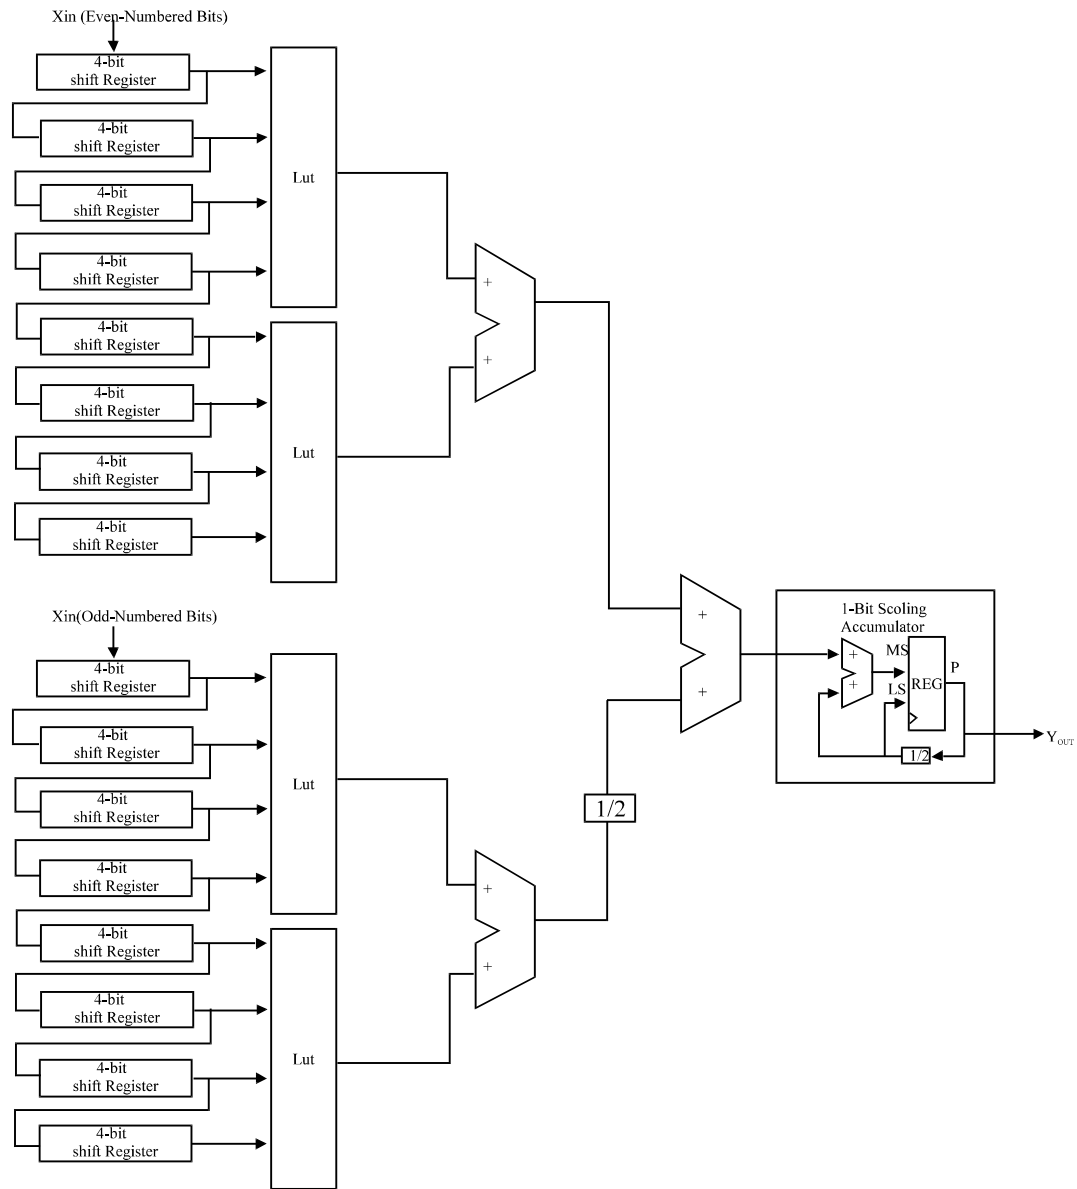 Xin (Even-Numbered Bits)
4-bit
shift Register
4-bit
shift Register
4-bit
shift Register
4-bit
shift Register
Lut
4-bit
shift Register
4-bit
shift Register
4-bit
shift Register
4-bit
shift Register
Lut
+
+
Xin(Odd-Numbered Bits)
4-bit
shift Register
4-bit
shift Register
4-bit
shift Register
4-bit
shift Register
Lut
4-bit
shift Register
4-bit
shift Register
4-bit
shift Register
4-bit
shift Register
Lut
+
+
1/2
+
+
1-Bit Scoling
Accumulator
+
+
MS
LS
REG
P
1/2
YOUT